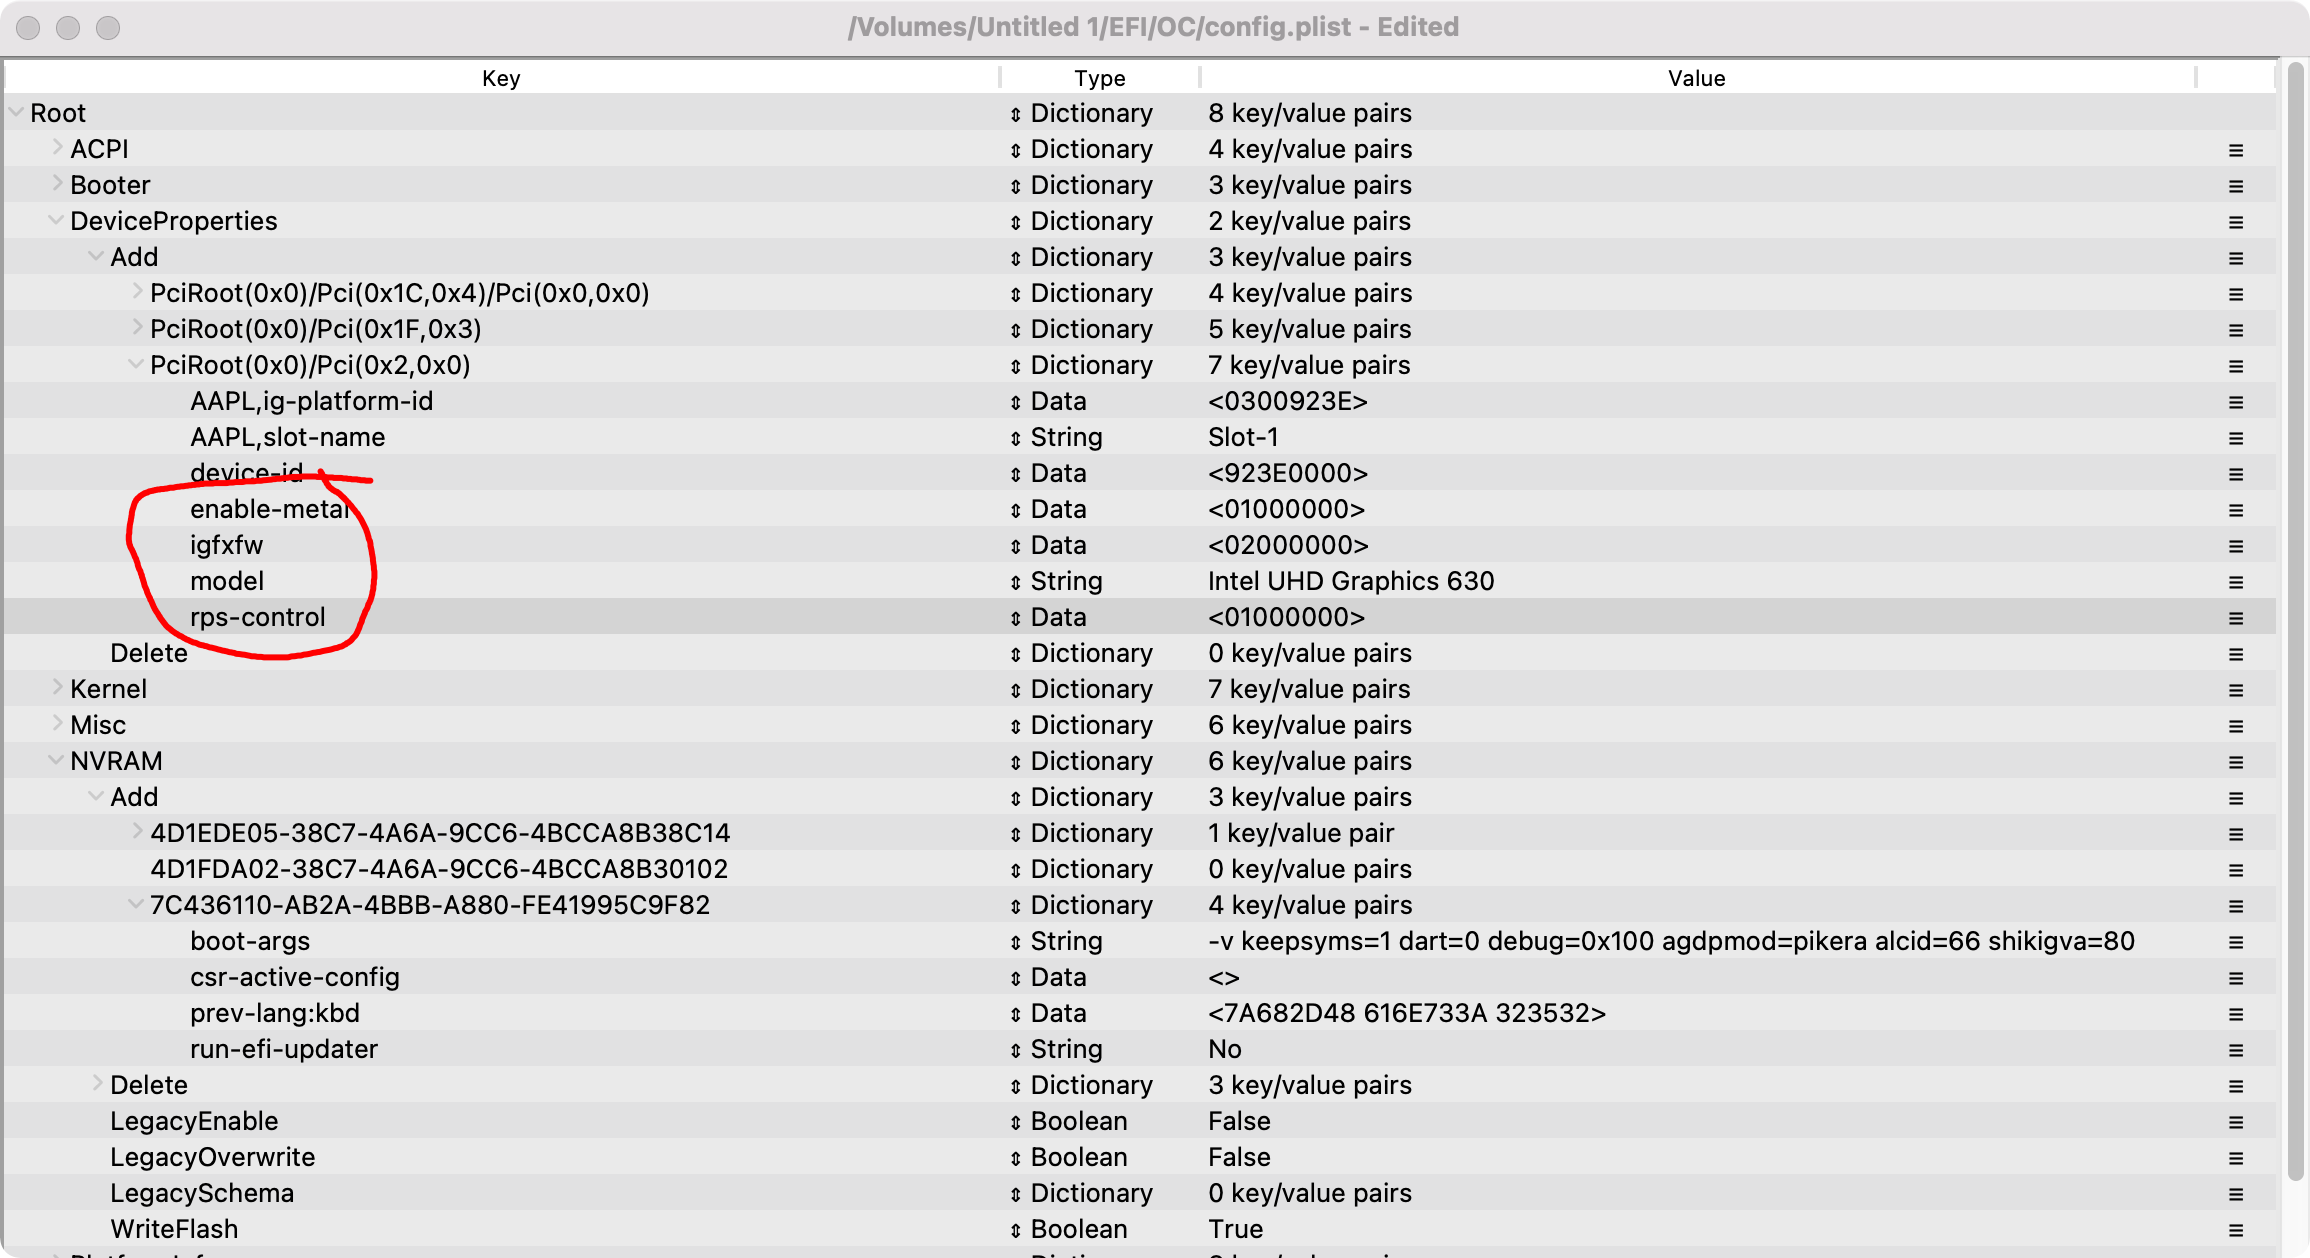 /Volumes/Untitled 1/EFI/OC/config.plist - Edited
Key Type Value
Root Dictionary 8 key/value pairs
ACPI Dictionary 4 key/value pairs
Booter Dictionary 3 key/value pairs
DeviceProperties Dictionary 2 key/value pairs
Add Dictionary 3 key/value pairs
PciRoot(0x0)/Pci(0x1C,0x4)/Pci(0x0,0x0) Dictionary 4 key/value pairs
PciRoot(0x0)/Pci(0x1F,0x3) Dictionary 5 key/value pairs
PciRoot(0x0)/Pci(0x2,0x0) Dictionary 7 key/value pairs
AAPL,ig-platform-id Data <0300923E>
AAPL,slot-name String Slot-1
device-id Data <923E0000>
enable-metal Data <01000000>
igfxfw Data <02000000>
model String Intel UHD Graphics 630
rps-control Data <01000000>
Delete Dictionary 0 key/value pairs
Kernel Dictionary 7 key/value pairs
Misc Dictionary 6 key/value pairs
NVRAM Dictionary 6 key/value pairs
Add Dictionary 3 key/value pairs
4D1EDE05-38C7-4A6A-9CC6-4BCCA8B38C14 Dictionary 1 key/value pair
4D1FDA02-38C7-4A6A-9CC6-4BCCA8B30102 Dictionary 0 key/value pairs
7C436110-AB2A-4BBB-A880-FE41995C9F82 Dictionary 4 key/value pairs
boot-args String -v keepsyms=1 dart=0 debug=0x100 agdpmod=pikera alcid=66 shikigva=80
csr-active-config Data <>
prev-lang:kbd Data <7A682D48 616E733A 323532>
run-efi-updater String No
Delete Dictionary 3 key/value pairs
LegacyEnable Boolean False
LegacyOverwrite Boolean False
LegacySchema Dictionary 0 key/value pairs
WriteFlash Boolean True